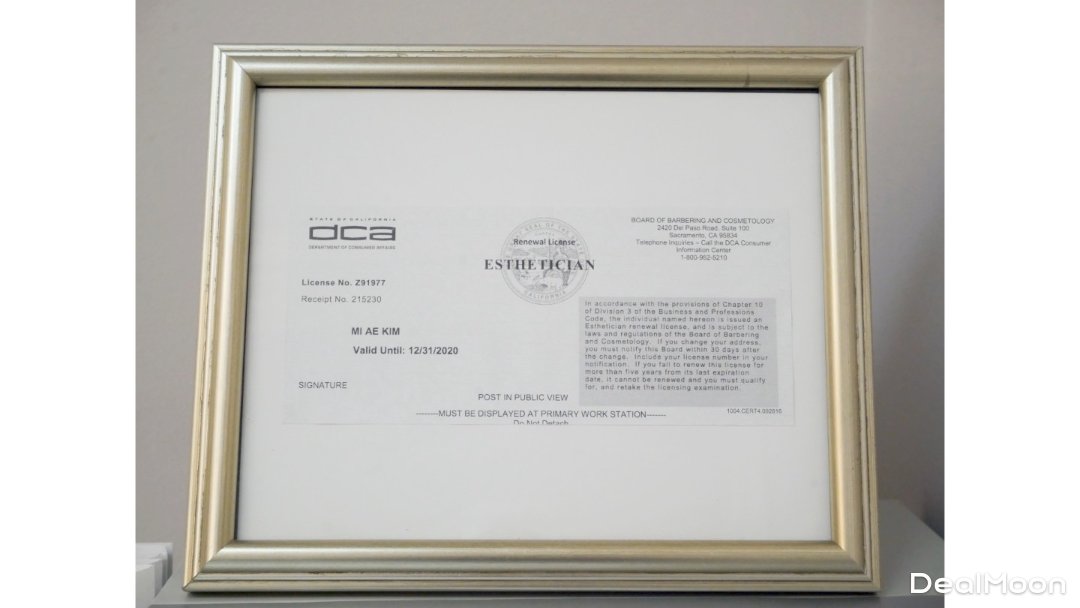 STATE OF CALIFORNIA
dca
DEPARTMENT OF CONSUMER AFFAIRS
License No. Z91977
Receipt No. 215230
MI AE KIM
Valid Until: 12/31/2020
SIGNATURE
SEAL OF THE
Renewal License
ESTHETICIAN
CALIFORNIA
BOARD OF BARBERING AND COSMETOLOGY
2420 Del Paso Road, Suite 100
Sacramento, CA 95834
Telephone Inquiries – Call the DCA Consumer
Information Center
1-800-952-5210
In accordance with the provisions of Chapter 10
of Division 3 of the Business and Professions
Code, the individual named hereon is issued an
Esthetician renewal license, and is subject to the
laws and regulations of the Board of Barbering
and Cosmetology. If you change your address,
you must notify this Board within 30 days after
the change. Include your license number in your
notification. If you fail to renew this license for
more than five years from its last expiration
date, it cannot be renewed and you must qualify
for, and retake the licensing examination.
POST IN PUBLIC VIEW
--------MUST BE DISPLAYED AT PRIMARY WORK STATION-------
Do Not Detach
1004.CERT4.092816
DealMoon